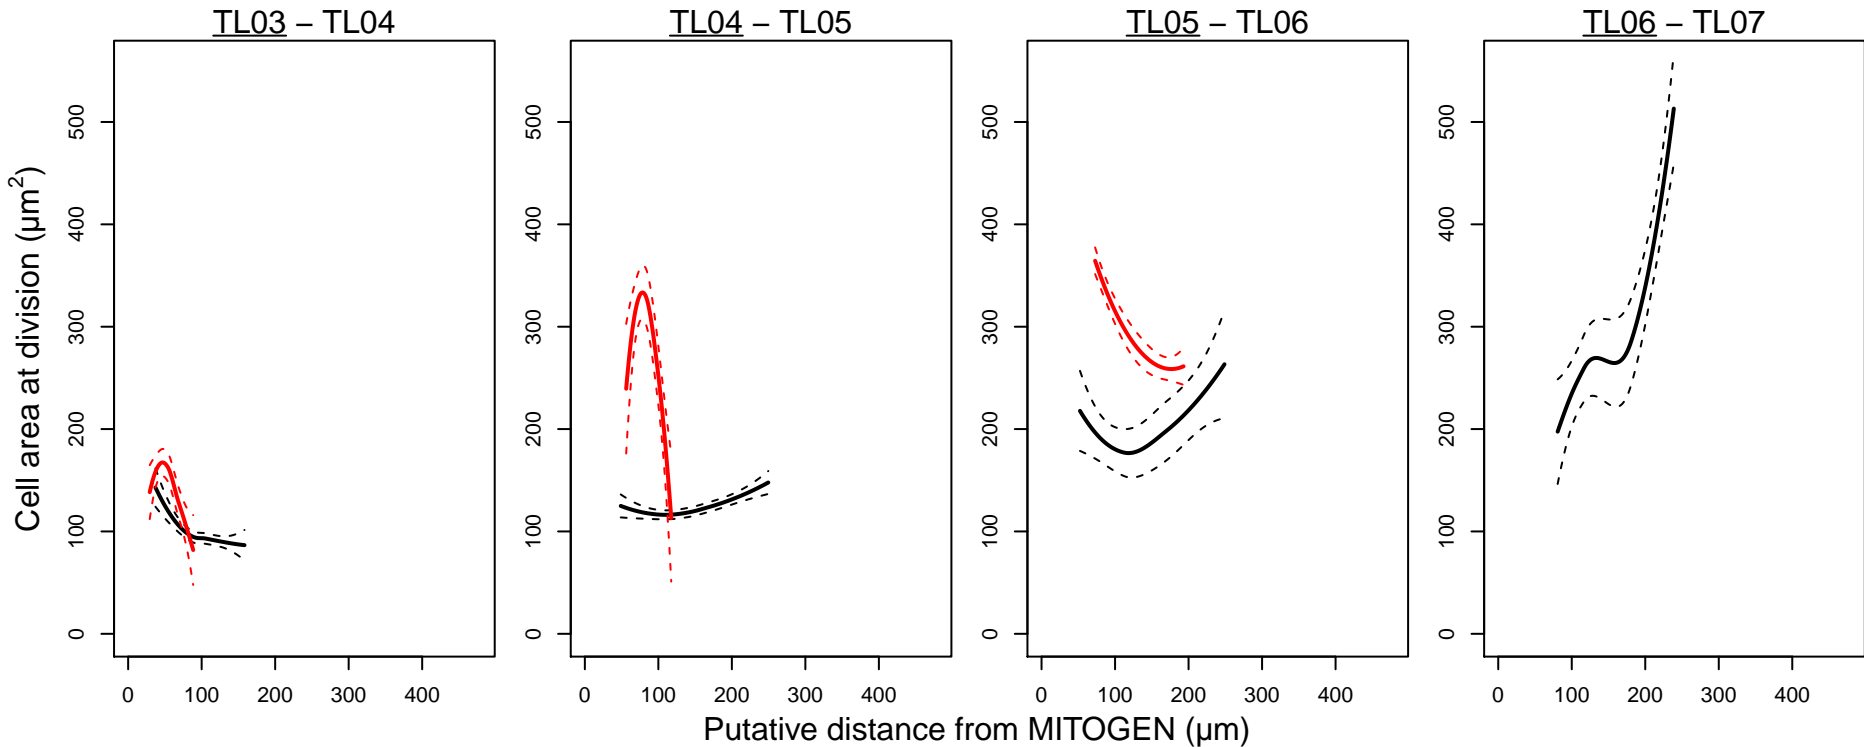 TL03 – TL04 TL04 – TL05 TL05 – TL06 TL06 – TL07
Cell area at division (µm²)
500 500 500 500
400 400 400 400
300 300 300 300
200 200 200 200
100 100 100 100
0 0 0 0
0 100 200 300 400 0 100 200 300 400 0 100 200 300 400 0 100 200 300 400
Putative distance from MITOGEN (µm)